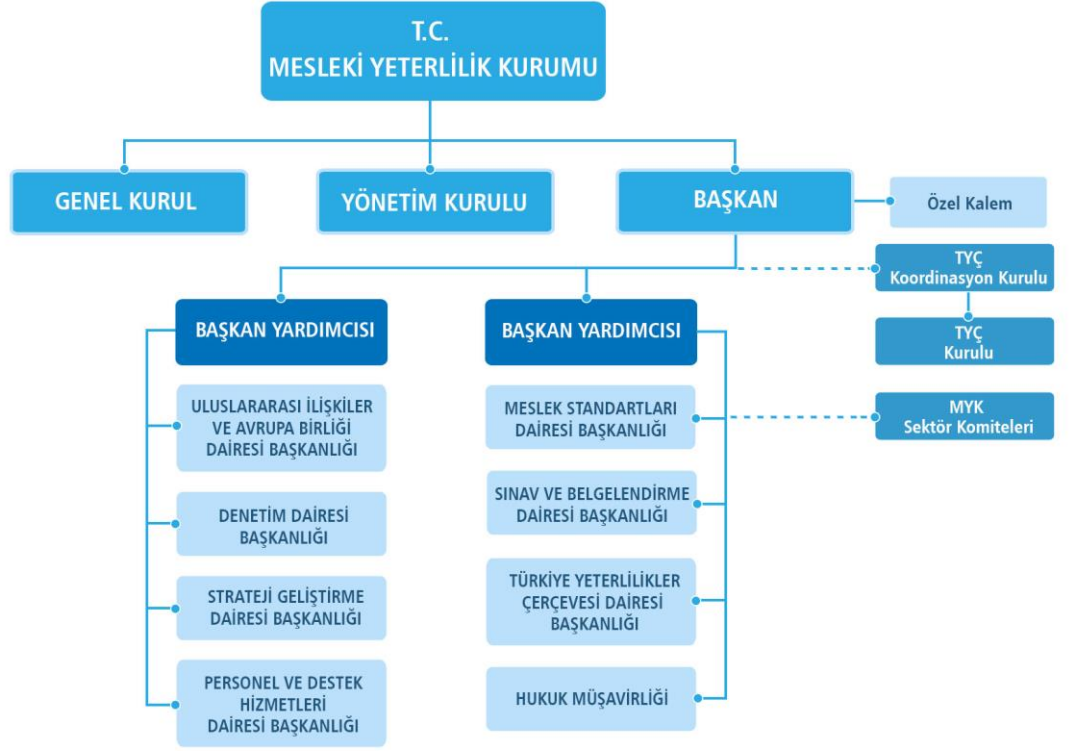 T.C.
MESLEKİ YETERLİLİK KURUMU
GENEL KURUL
YÖNETİM KURULU
BAŞKAN
Özel Kalem
TYÇ
Koordinasyon Kurulu
TYÇ
Kurulu
BAŞKAN YARDIMCISI
ULUSLARARASI İLİŞKİLER
VE AVRUPA BİRLİĞİ
DAİRESİ BAŞKANLIĞI
DENETİM DAİRESİ
BAŞKANLIĞI
STRATEJİ GELİŞTİRME
DAİRESİ BAŞKANLIĞI
PERSONEL VE DESTEK
HİZMETLERİ
DAİRESİ BAŞKANLIĞI
BAŞKAN YARDIMCISI
MESLEK STANDARTLARI
DAİRESİ BAŞKANLIĞI
MYK
Sektör Komiteleri
SINAV VE BELGELENDİRME
DAİRESİ BAŞKANLIĞI
TÜRKİYE YETERLİLİKLER
ÇERÇEVESİ DAİRESİ
BAŞKANLIĞI
HUKUK MÜŞAVİRLİĞİ